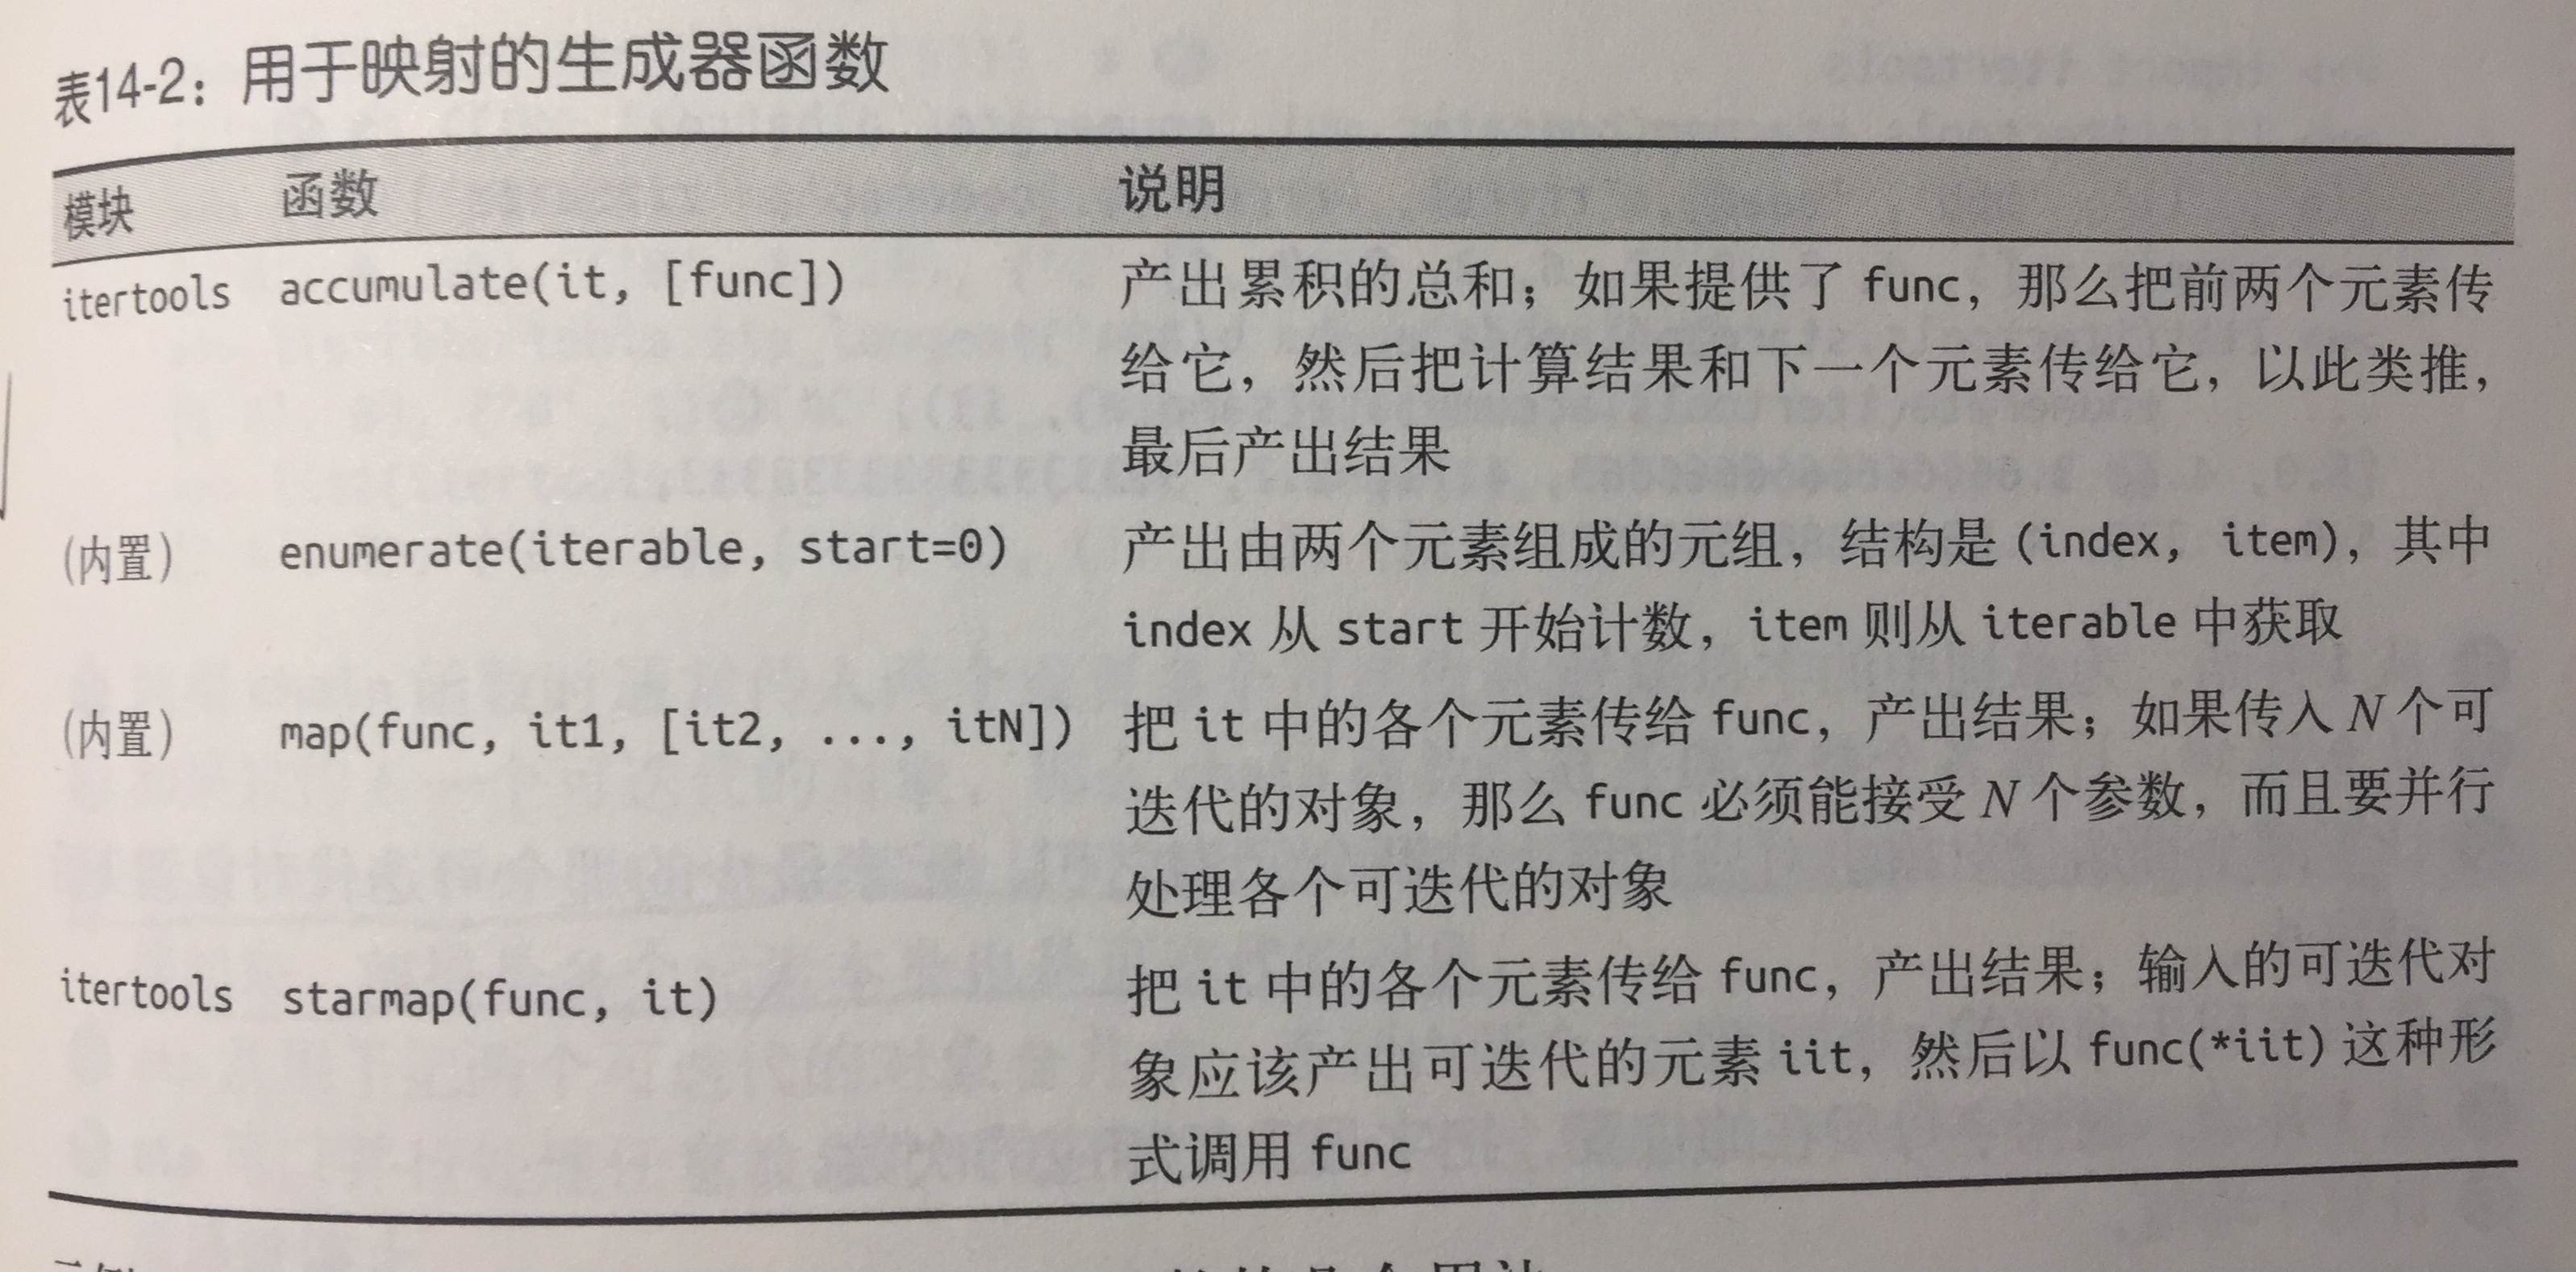 表14-2：用于映射的生成器函数
模块 函数 说明
itertools accumulate(it, [func]) 产出累积的总和；如果提供了 func，那么把前两个元素传
给它，然后把计算结果和下一个元素传给它，以此类推，
最后产出结果
（内置） enumerate(iterable, start=0) 产出由两个元素组成的元组，结构是 (index, item)，其中
index 从 start 开始计数，item 则从 iterable 中获取
（内置） map(func, it1, [it2, ..., itN]) 把 it 中的各个元素传给 func，产出结果；如果传入 N 个可
迭代的对象，那么 func 必须能接受 N 个参数，而且要并行
处理各个可迭代的对象
itertools starmap(func, it) 把 it 中的各个元素传给 func，产出结果；输入的可迭代对
象应该产出可迭代的元素 iit，然后以 func(*iit) 这种形
式调用 func